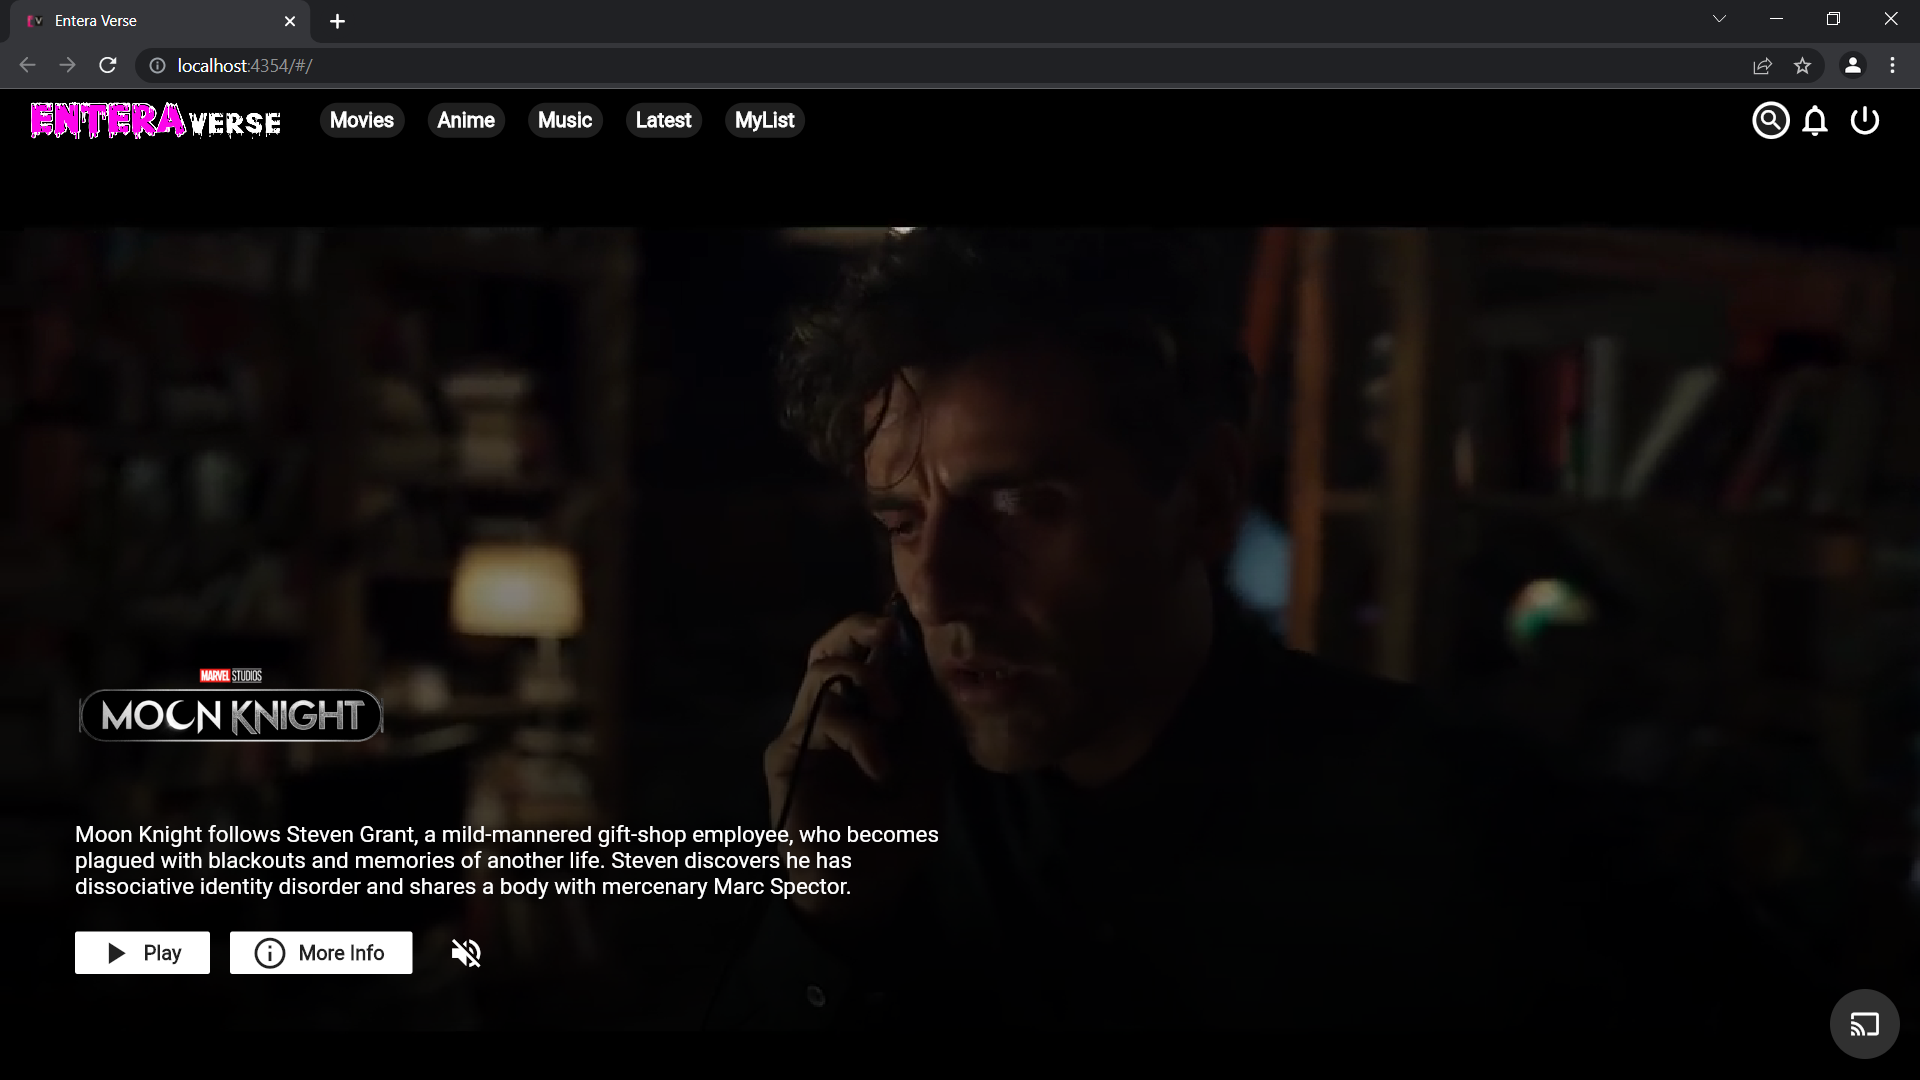 Entera Verse
localhost:4354/#/
ENTERA VERSE
Movies
Anime
Music
Latest
MyList
MARVEL STUDIOS
MOON KNIGHT
Moon Knight follows Steven Grant, a mild-mannered gift-shop employee, who becomes
plagued with blackouts and memories of another life. Steven discovers he has
dissociative identity disorder and shares a body with mercenary Marc Spector.
Play
More Info